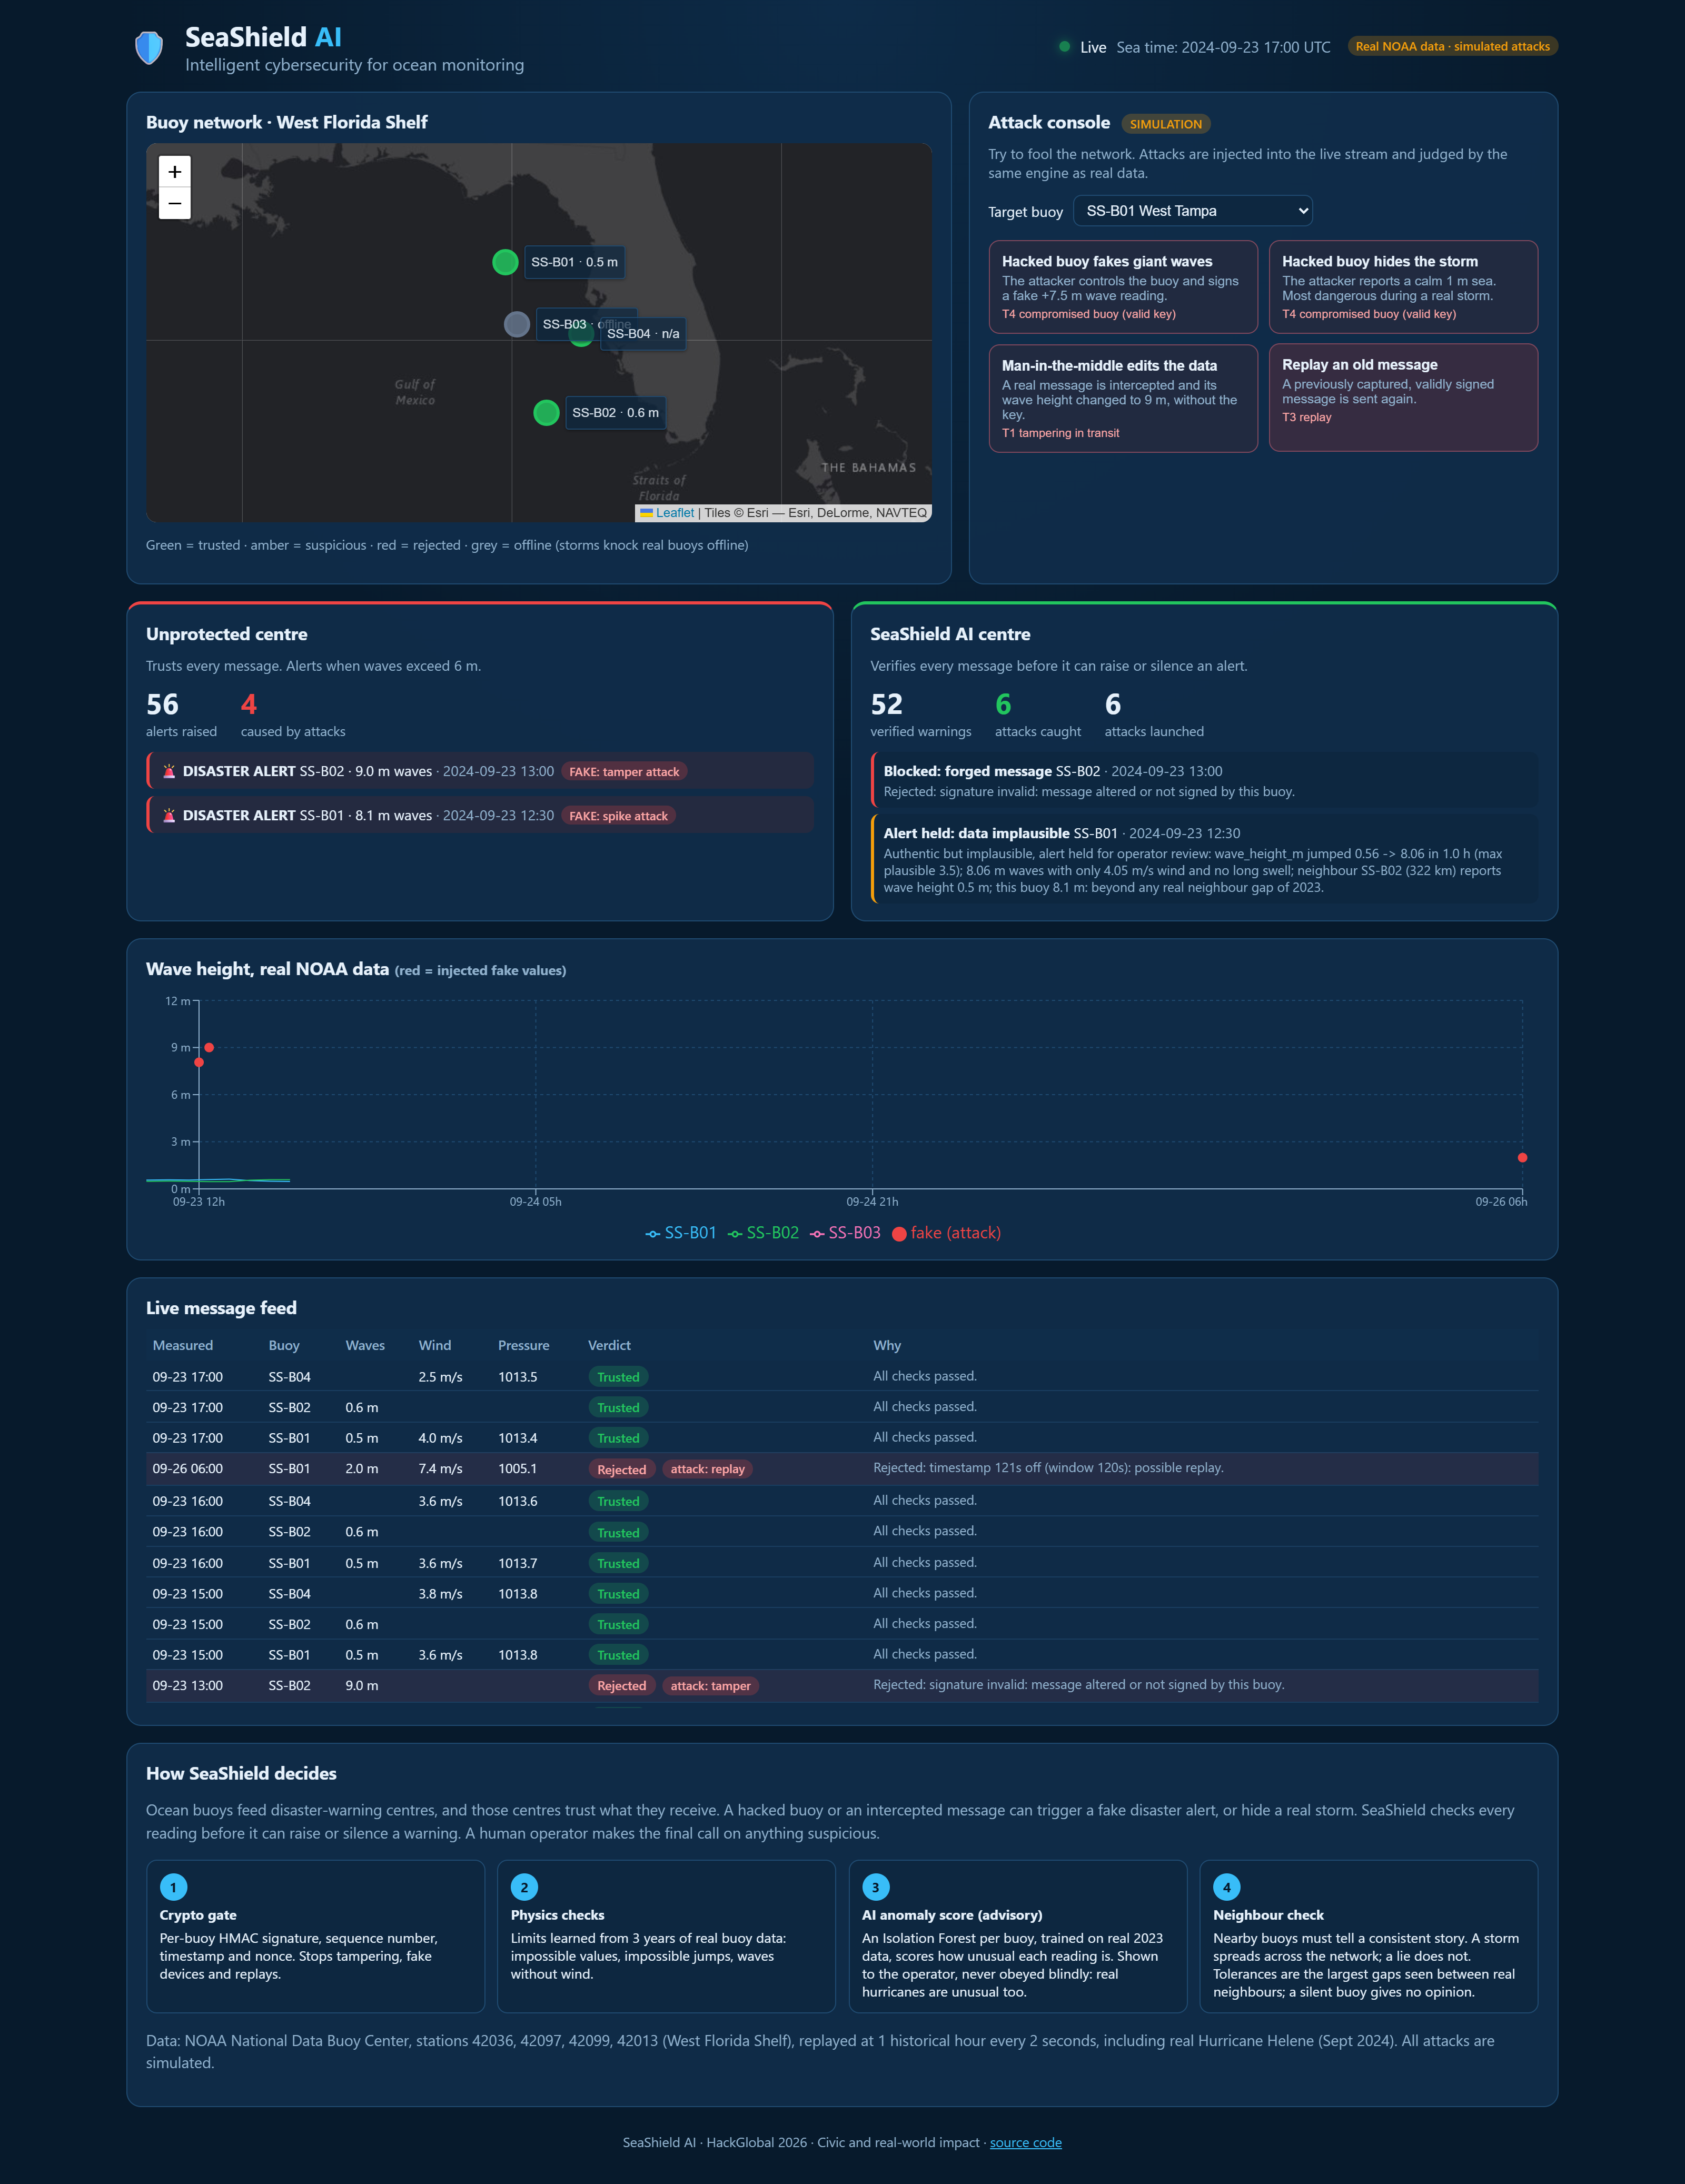 SeaShield AI
Intelligent cybersecurity for ocean monitoring
Live Sea time: 2024-09-23 17:00 UTC
Real NOAA data · simulated attacks
Buoy network · West Florida Shelf
+
−
SS-B01 · 0.5 m
SS-B03 · offline
SS-B04 · n/a
SS-B02 · 0.6 m
Gulf of
Mexico
THE BAHAMAS
Straits of
Florida
Leaflet | Tiles © Esri — Esri, DeLorme, NAVTEQ
Green = trusted · amber = suspicious · red = rejected · grey = offline (storms knock real buoys offline)
Attack console SIMULATION
Try to fool the network. Attacks are injected into the live stream and judged by the
same engine as real data.
Target buoy SS-B01 West Tampa
Hacked buoy fakes giant waves
The attacker controls the buoy and signs
a fake +7.5 m wave reading.
T4 compromised buoy (valid key)
Hacked buoy hides the storm
The attacker reports a calm 1 m sea.
Most dangerous during a real storm.
T4 compromised buoy (valid key)
Man-in-the-middle edits the data
A real message is intercepted and its
wave height changed to 9 m, without the
key.
T1 tampering in transit
Replay an old message
A previously captured, validly signed
message is sent again.
T3 replay
Unprotected centre
Trusts every message. Alerts when waves exceed 6 m.
56 4
alerts raised caused by attacks
DISASTER ALERT SS-B02 · 9.0 m waves · 2024-09-23 13:00 FAKE: tamper attack
DISASTER ALERT SS-B01 · 8.1 m waves · 2024-09-23 12:30 FAKE: spike attack
SeaShield AI centre
Verifies every message before it can raise or silence an alert.
52 6 6
verified warnings attacks caught attacks launched
Blocked: forged message SS-B02 · 2024-09-23 13:00
Rejected: signature invalid: message altered or not signed by this buoy.
Alert held: data implausible SS-B01 · 2024-09-23 12:30
Authentic but implausible, alert held for operator review: wave_height_m jumped 0.56 -> 8.06 in 1.0 h (max
plausible 3.5); 8.06 m waves with only 4.05 m/s wind and no long swell; neighbour SS-B02 (322 km) reports
wave height 0.5 m; this buoy 8.1 m: beyond any real neighbour gap of 2023.
Wave height, real NOAA data (red = injected fake values)
12 m
9 m
6 m
3 m
0 m
09-23 12h 09-24 05h 09-24 21h 09-26 06h
SS-B01 SS-B02 SS-B03 fake (attack)
Live message feed
Measured Buoy Waves Wind Pressure Verdict Why
09-23 17:00 SS-B04 2.5 m/s 1013.5 Trusted All checks passed.
09-23 17:00 SS-B02 0.6 m Trusted All checks passed.
09-23 17:00 SS-B01 0.5 m 4.0 m/s 1013.4 Trusted All checks passed.
09-26 06:00 SS-B01 2.0 m 7.4 m/s 1005.1 Rejected attack: replay Rejected: timestamp 121s off (window 120s): possible replay.
09-23 16:00 SS-B04 3.6 m/s 1013.6 Trusted All checks passed.
09-23 16:00 SS-B02 0.6 m Trusted All checks passed.
09-23 16:00 SS-B01 0.5 m 3.6 m/s 1013.7 Trusted All checks passed.
09-23 15:00 SS-B04 3.8 m/s 1013.8 Trusted All checks passed.
09-23 15:00 SS-B02 0.6 m Trusted All checks passed.
09-23 15:00 SS-B01 0.5 m 3.6 m/s 1013.8 Trusted All checks passed.
09-23 13:00 SS-B02 9.0 m Rejected attack: tamper Rejected: signature invalid: message altered or not signed by this buoy.
How SeaShield decides
Ocean buoys feed disaster-warning centres, and those centres trust what they receive. A hacked buoy or an intercepted message can trigger a fake disaster alert, or hide a real storm. SeaShield checks every
reading before it can raise or silence a warning. A human operator makes the final call on anything suspicious.
1
Crypto gate
Per-buoy HMAC signature, sequence number,
timestamp and nonce. Stops tampering, fake
devices and replays.
2
Physics checks
Limits learned from 3 years of real buoy data:
impossible values, impossible jumps, waves
without wind.
3
AI anomaly score (advisory)
An Isolation Forest per buoy, trained on real 2023
data, scores how unusual each reading is. Shown
to the operator, never obeyed blindly: real
hurricanes are unusual too.
4
Neighbour check
Nearby buoys must tell a consistent story. A storm
spreads across the network; a lie does not.
Tolerances are the largest gaps seen between real
neighbours; a silent buoy gives no opinion.
Data: NOAA National Data Buoy Center, stations 42036, 42097, 42099, 42013 (West Florida Shelf), replayed at 1 historical hour every 2 seconds, including real Hurricane Helene (Sept 2024). All attacks are
simulated.
SeaShield AI · HackGlobal 2026 · Civic and real-world impact · source code